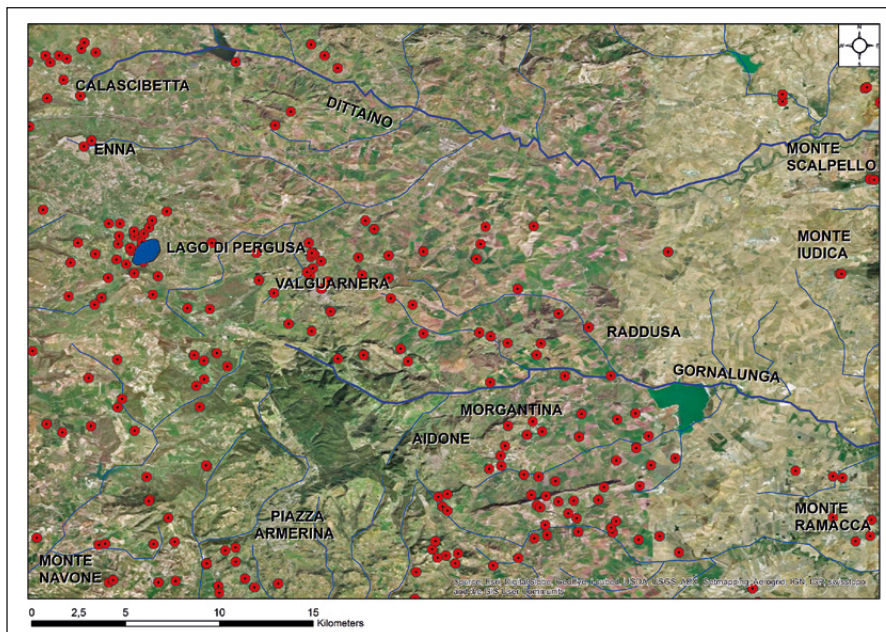 CALASCIBETTA
DITTAINO
ENNA
MONTE
SCALPELLO
LAGO DI PERGUSA
MONTE
IUDICA
VALGUARNERA
RADDUSA
GORNALUNGA
MORGANTINA
AIDONE
PIAZZA
ARMERINA
MONTE
RAMACCA
MONTE
NAVONE
0 2,5 5 10 15
Kilometers